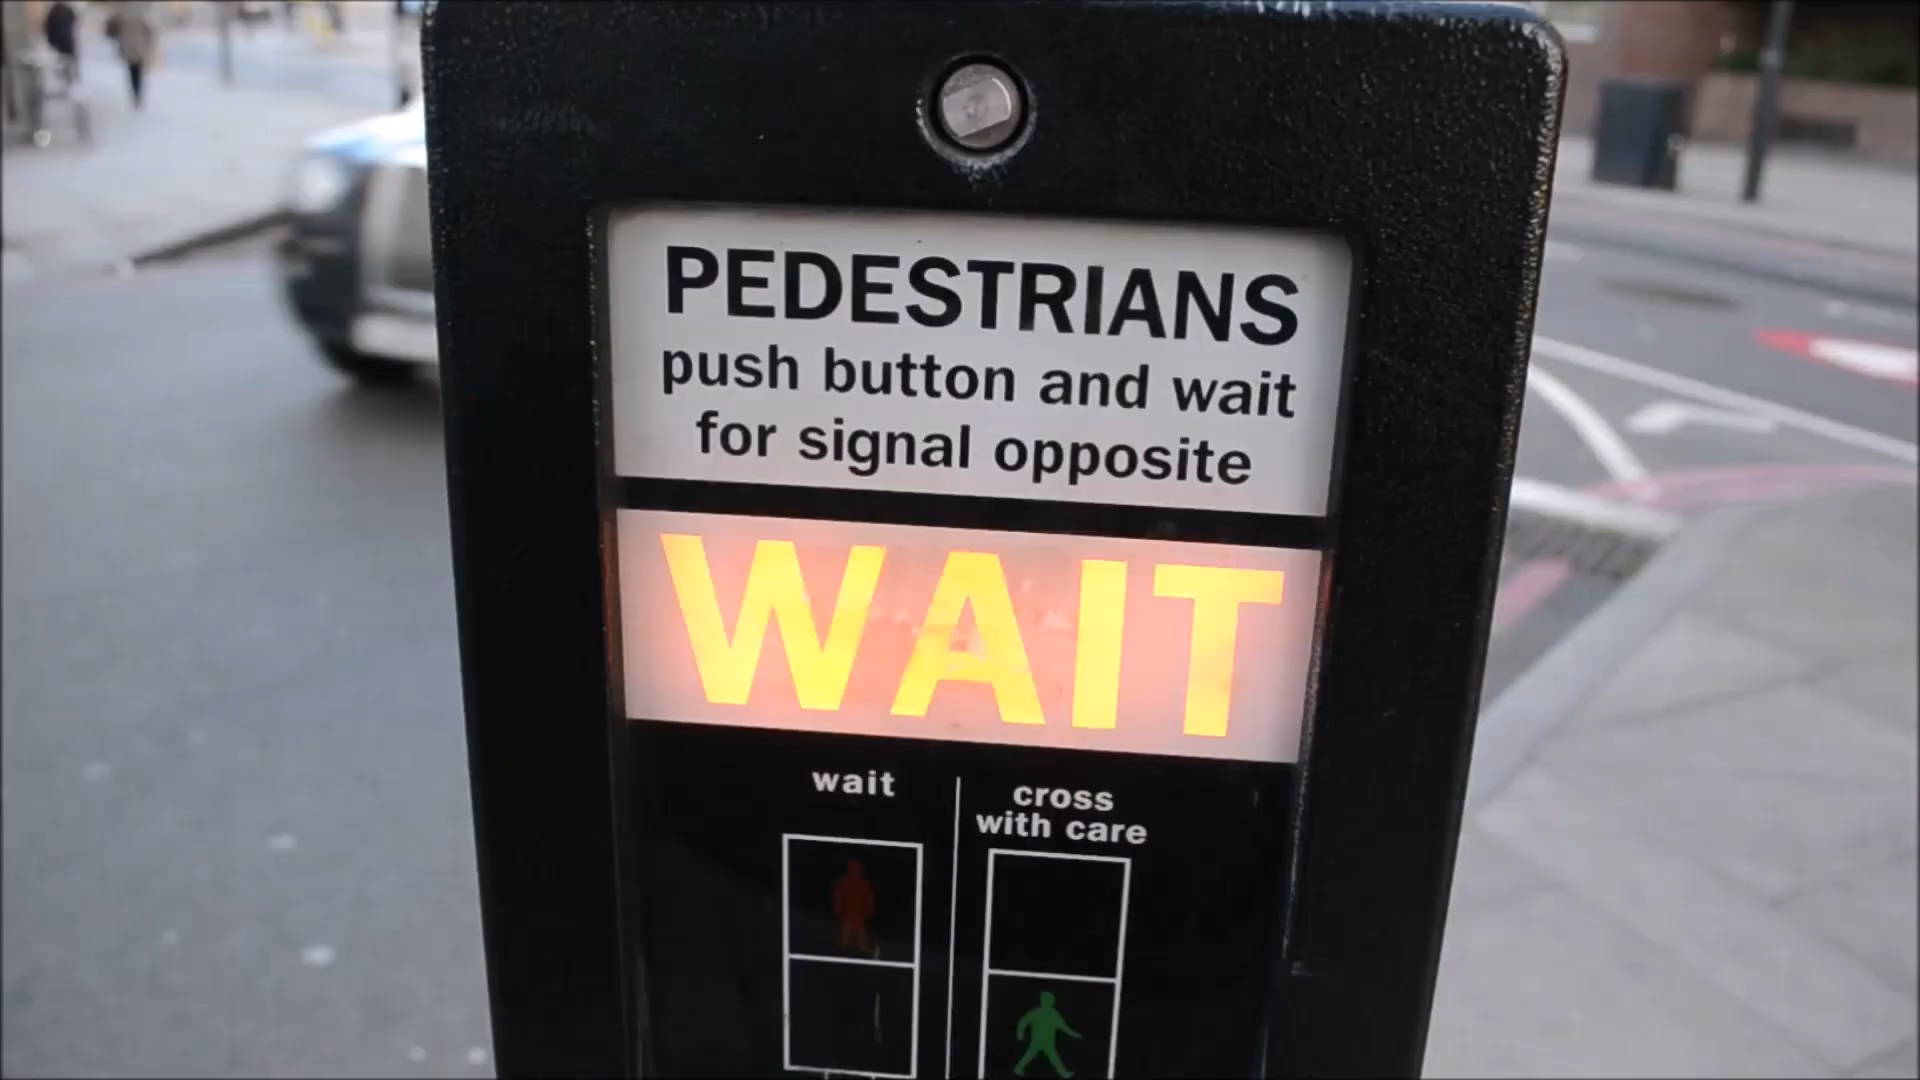 PEDESTRIANS
push button and wait
for signal opposite
WAIT
wait
cross
with care